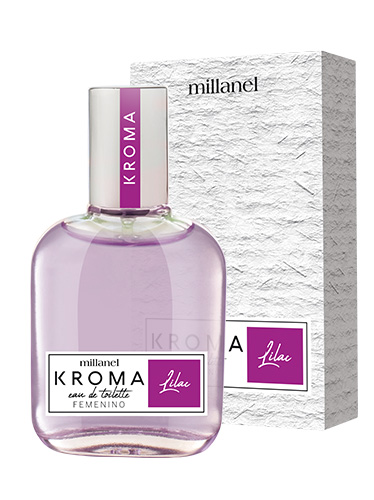 millanel
KROMA
KROMA
A
Lilac
millanel
KROMA
Lilac
eau de toilette
FEMENINO